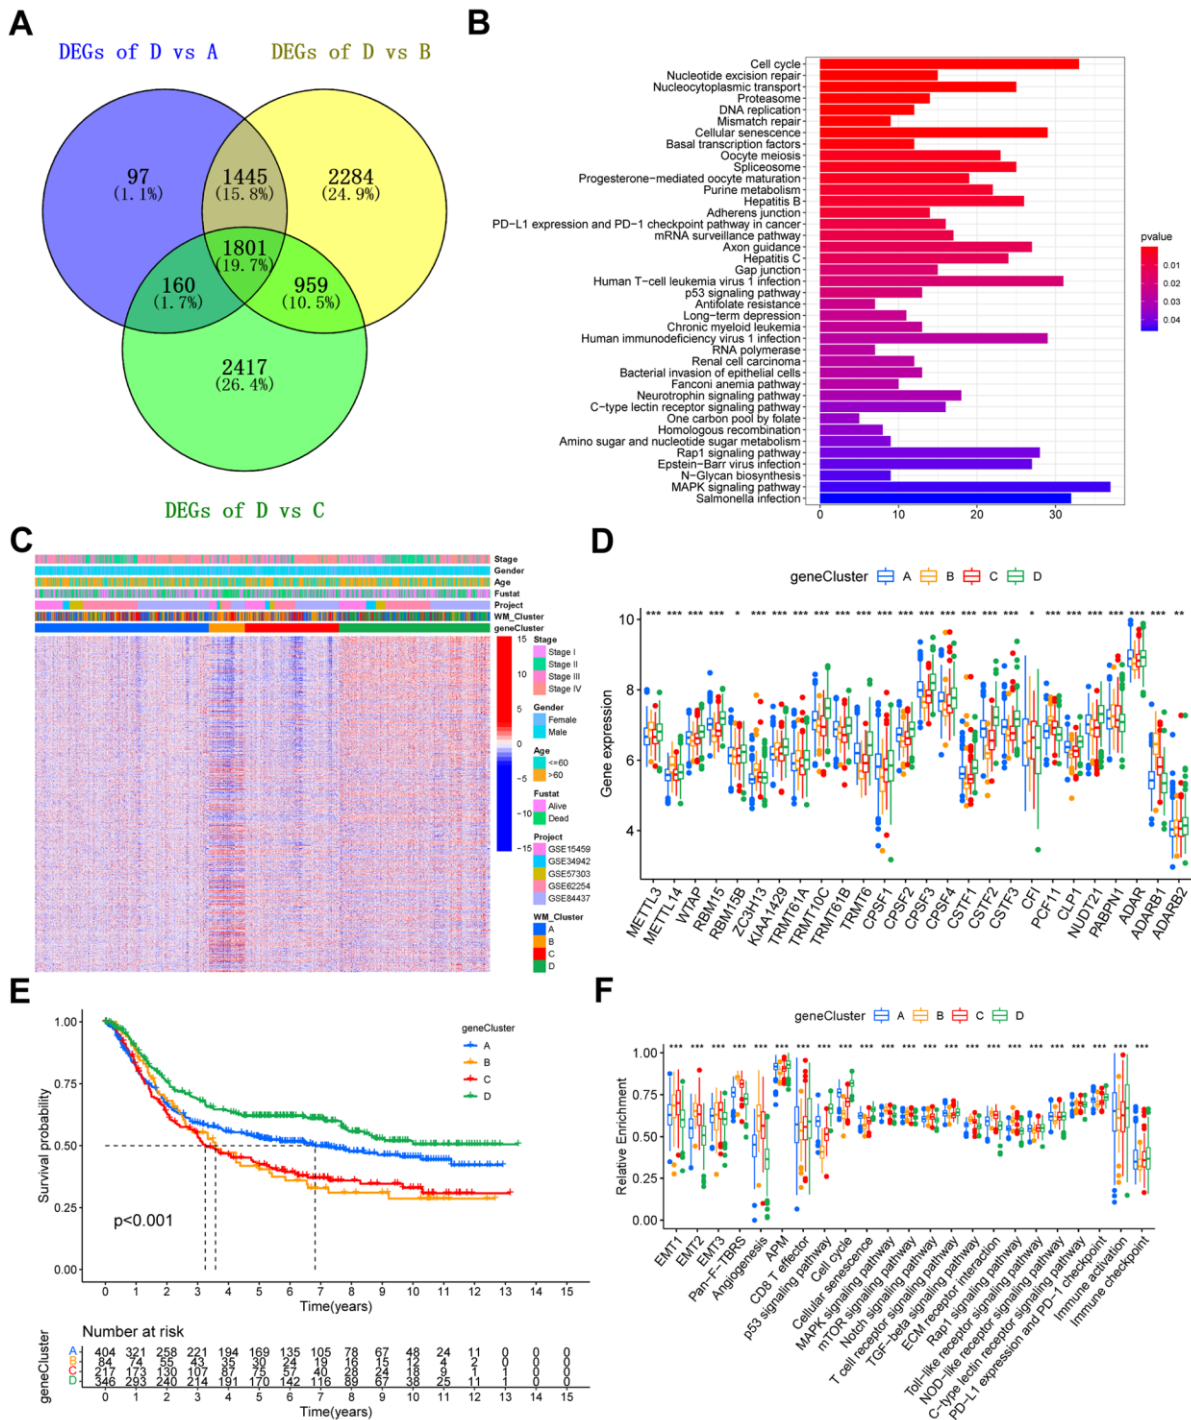 A
DEGs of D vs A
DEGs of D vs B
97
(1.1%)
1445
(15.8%)
2284
(24.9%)
1801
(19.7%)
160
(1.7%)
959
(10.5%)
2417
(26.4%)
DEGs of D vs C
B
Cell cycle
Nucleotide excision repair
Nucleocytoplasmic transport
Proteasome
DNA replication
Mismatch repair
Cellular senescence
Basal transcription factors
Oocyte meiosis
Spliceosome
Progesterone−mediated oocyte maturation
Purine metabolism
Hepatitis B
Adherens junction
PD−L1 expression and PD−1 checkpoint pathway in cancer
mRNA surveillance pathway
Axon guidance
Hepatitis C
Gap junction
Human T−cell leukemia virus 1 infection
p53 signaling pathway
Antifolate resistance
Long−term depression
Chronic myeloid leukemia
Human immunodeficiency virus 1 infection
RNA polymerase
Renal cell carcinoma
Bacterial invasion of epithelial cells
Fanconi anemia pathway
Neurotrophin signaling pathway
C−type lectin receptor signaling pathway
One carbon pool by folate
Homologous recombination
Amino sugar and nucleotide sugar metabolism
Rap1 signaling pathway
Epstein−Barr virus infection
N−Glycan biosynthesis
MAPK signaling pathway
Salmonella infection
0 10 20 30
pvalue
0.01
0.02
0.03
0.04
C
Stage
Gender
Age
Fustat
Project
WM_Cluster
geneCluster
15
10
5
0
−5
−10
−15
Stage
Stage I
Stage II
Stage III
Stage IV
Gender
Female
Male
Age
<=60
>60
Fustat
Alive
Dead
Project
GSE15459
GSE34942
GSE57303
GSE62254
GSE84437
WM_Cluster
A
B
C
D
D
geneCluster A B C D
*** *** *** *** * *** *** *** *** *** *** *** *** *** *** *** *** *** * *** *** *** *** *** *** **
Gene expression
10
8
6
4
METTL3
METTL14
WTAP
RBM15
RBM15B
ZC3H13
KIAA1429
TRMT61A
TRMT10C
TRMT61B
TRMT6
CPSF1
CPSF2
CPSF3
CPSF4
CSTF1
CSTF2
CSTF3
CFI
PCF11
CLP1
NUDT21
PABPN1
ADAR
ADARB1
ADARB2
E
Survival probability
1.00
0.75
0.50
0.25
0.00
p<0.001
geneCluster
A
B
C
D
0 1 2 3 4 5 6 7 8 9 10 11 12 13 14 15
Time(years)
Number at risk
geneCluster
A 404 321 258 221 194 169 135 105 78 67 48 24 11 0 0 0
B 84 74 55 43 35 30 24 19 16 15 12 4 2 0 0 0
C 217 173 130 107 87 75 57 40 28 24 18 9 1 1 0 0
D 346 293 240 214 191 170 142 116 89 67 38 25 11 1 0 0
0 1 2 3 4 5 6 7 8 9 10 11 12 13 14 15
Time(years)
F
geneCluster A B C D
*** *** *** *** *** *** *** *** *** *** *** *** *** *** *** *** *** *** *** *** *** *** ***
Relative Enrichment
1.00
0.75
0.50
0.25
0.00
EMT1
EMT2
EMT3
Pan−F−TBRS
Angiogenesis
APM
CD8 T effector
p53 signaling pathway
Cell cycle
Cellular senescence
MAPK signaling pathway
mTOR signaling pathway
Notch signaling pathway
T cell receptor signaling pathway
TGF−beta signaling pathway
ECM receptor interaction
Rap1 signaling pathway
Toll−like receptor signaling pathway
NOD−like receptor signaling pathway
C−type lectin receptor signaling pathway
PD−L1 expression and PD−1 checkpoint
Immune activation
Immune checkpoint